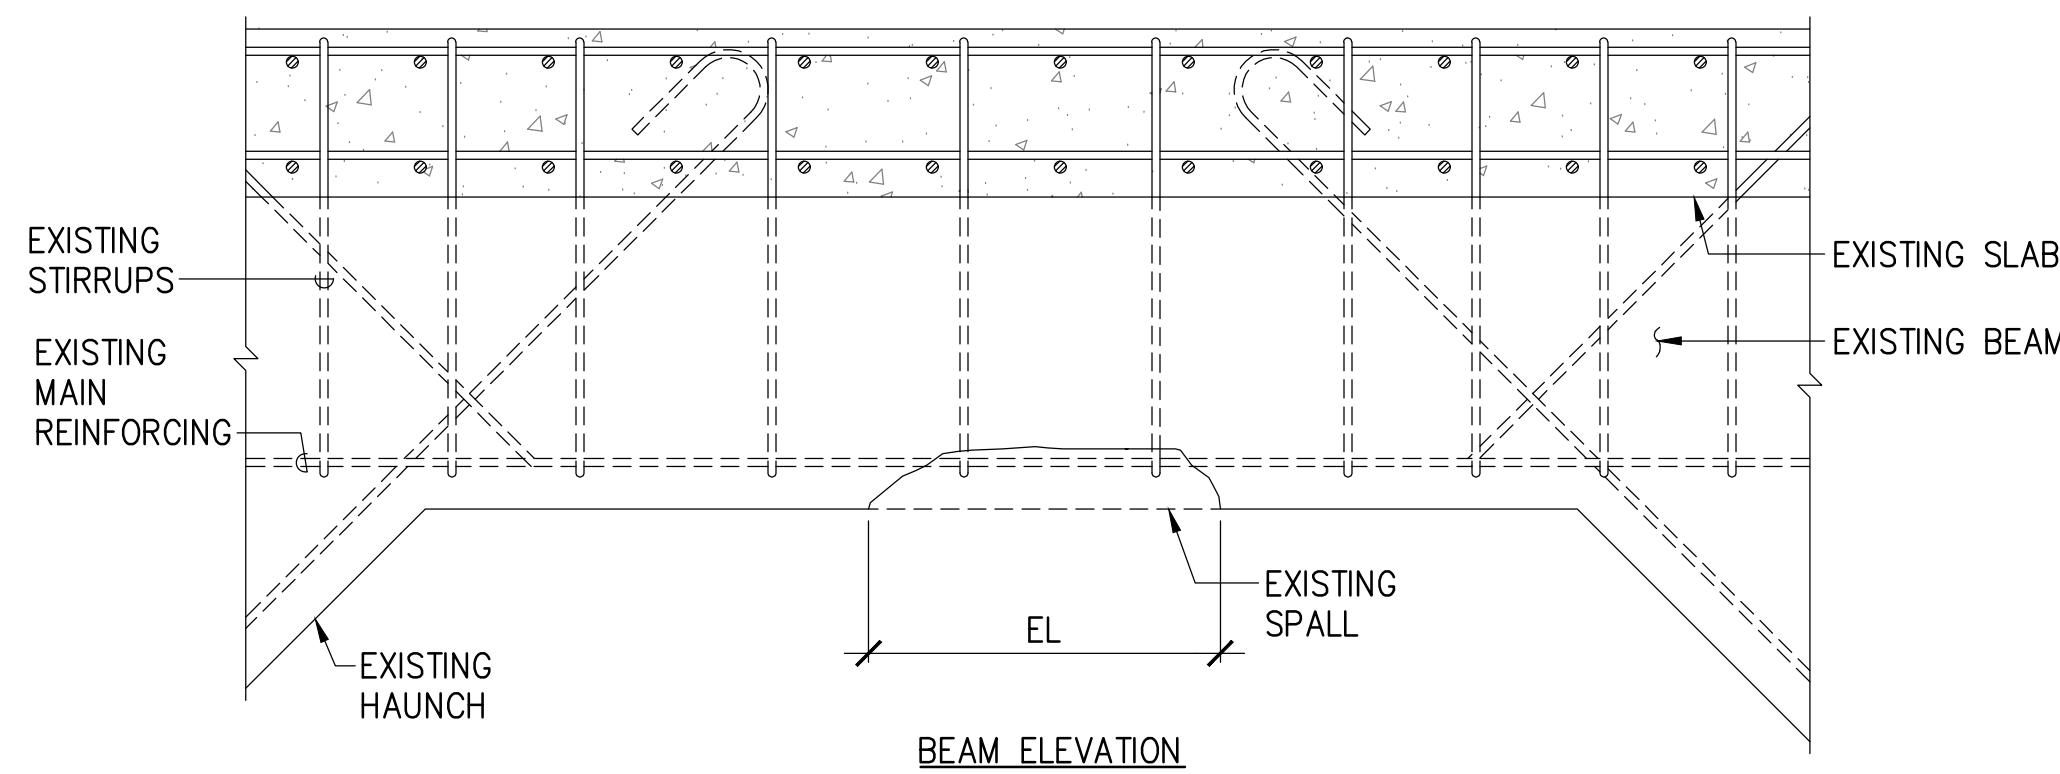 EXISTING
STIRRUPS
EXISTING
MAIN
REINFORCING
EXISTING SLAB
EXISTING BEAM
EXISTING
SPALL
EL
EXISTING
HAUNCH
BEAM ELEVATION